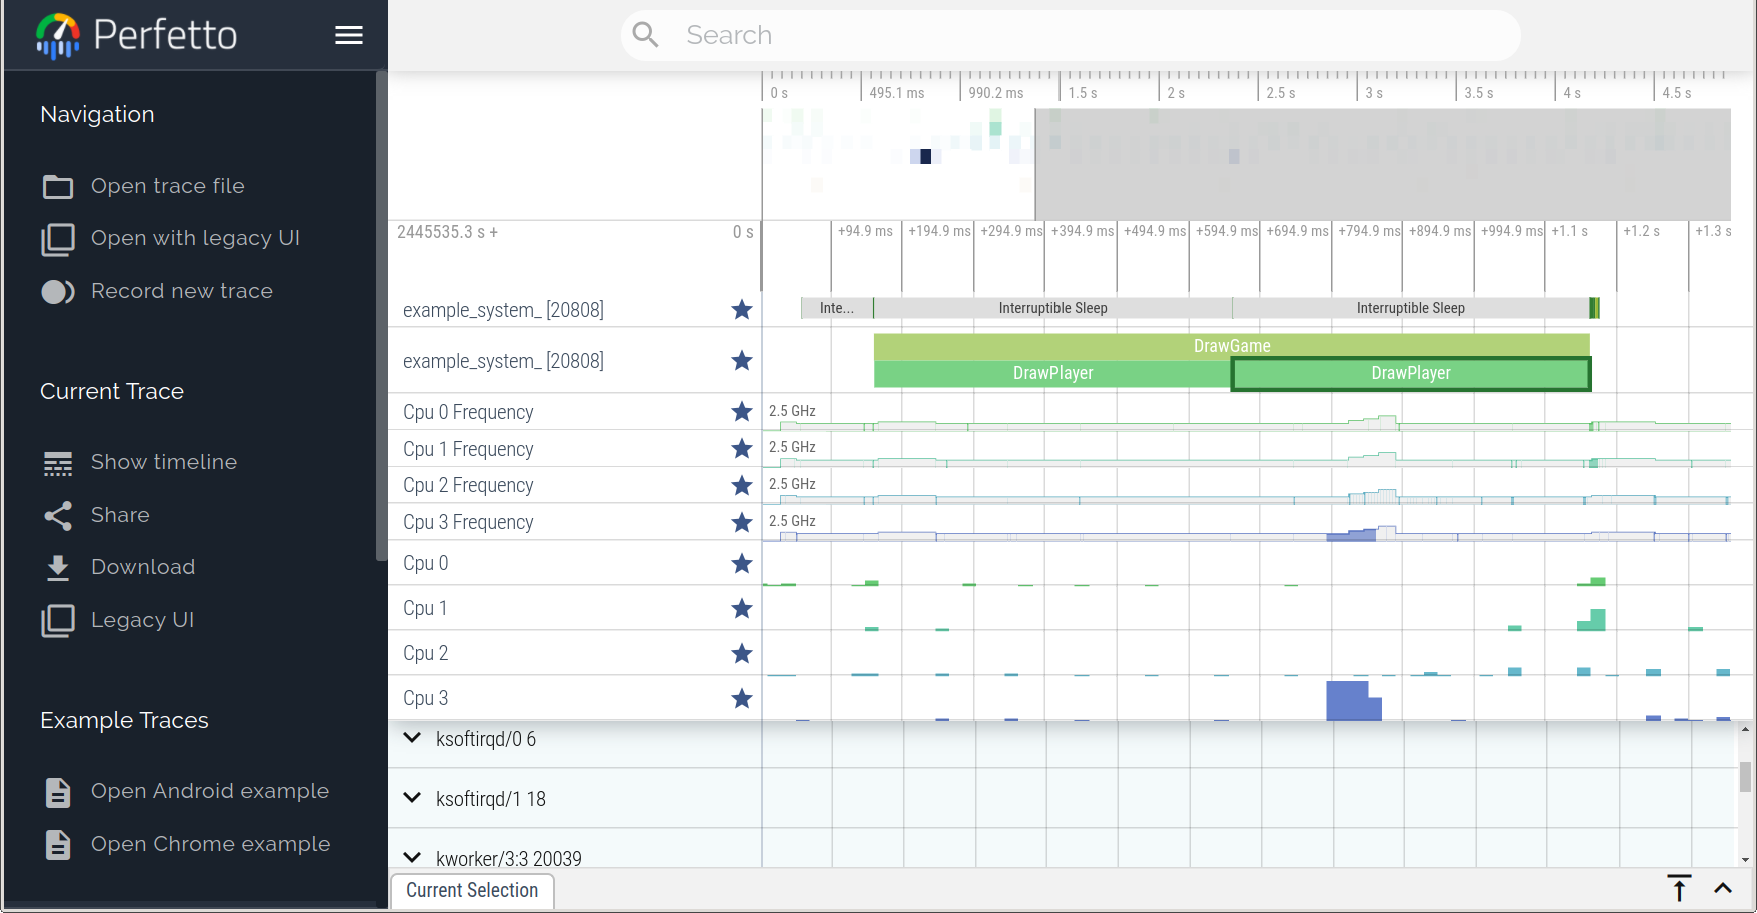 Perfetto
Search
Navigation
Open trace file
Open with legacy UI
Record new trace
Current Trace
Show timeline
Share
Download
Legacy UI
Example Traces
Open Android example
Open Chrome example
0 s 495.1 ms 990.2 ms 1.5 s 2 s 2.5 s 3 s 3.5 s 4 s 4.5 s
2445535.3 s + 0 s +94.9 ms +194.9 ms +294.9 ms +394.9 ms +494.9 ms +594.9 ms +694.9 ms +794.9 ms +894.9 ms +994.9 ms +1.1 s +1.2 s +1.3 s
example_system_ [20808] Inte... Interruptible Sleep Interruptible Sleep
DrawGame
example_system_ [20808]
DrawPlayer DrawPlayer
Cpu 0 Frequency 2.5 GHz
Cpu 1 Frequency 2.5 GHz
Cpu 2 Frequency 2.5 GHz
Cpu 3 Frequency 2.5 GHz
Cpu 0
Cpu 1
Cpu 2
Cpu 3
ksoftirqd/0 6
ksoftirqd/1 18
kworker/3:3 20039
Current Selection